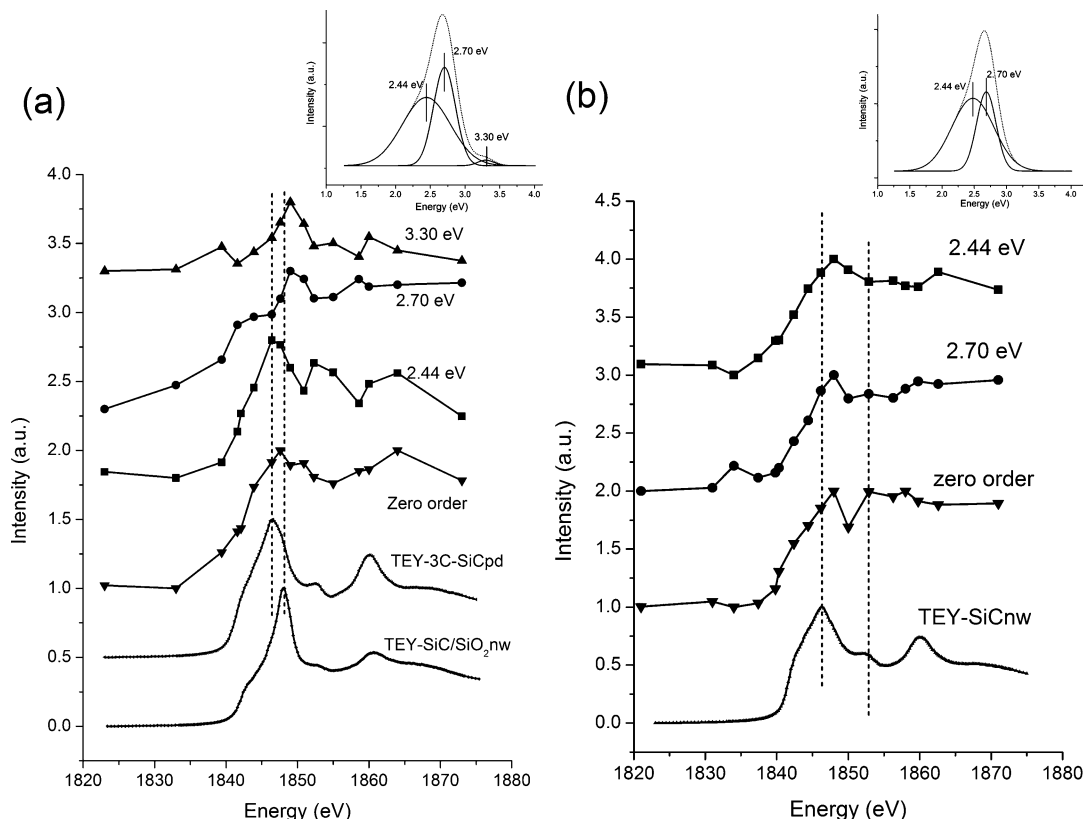 (a)
Intensity (a.u.)
2.44 eV
2.70 eV
3.30 eV
1.0 1.5 2.0 2.5 3.0 3.5 4.0
Energy (eV)
4.0
3.5
3.0
2.5
2.0
1.5
1.0
0.5
0.0
Intensity (a.u.)
3.30 eV
2.70 eV
2.44 eV
Zero order
TEY-3C-SiCpd
TEY-SiC/SiO₂nw
1820 1830 1840 1850 1860 1870 1880
Energy (eV)
(b)
Intensity (a.u.)
2.44 eV
2.70 eV
1.0 1.5 2.0 2.5 3.0 3.5 4.0
Energy (eV)
4.5
4.0
3.5
3.0
2.5
2.0
1.5
1.0
0.5
0.0
Intensity (a.u.)
2.44 eV
2.70 eV
zero order
TEY-SiCnw
1820 1830 1840 1850 1860 1870 1880
Energy (eV)